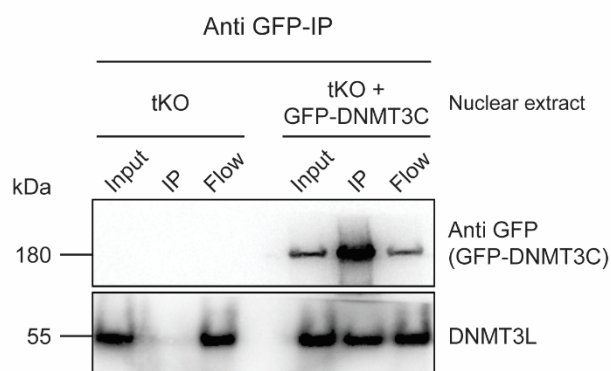 Anti GFP-IP
tKO
tKO +
GFP-DNMT3C
Nuclear extract
Input
IP
Flow
Input
IP
Flow
kDa
180
Anti GFP
(GFP-DNMT3C)
55
DNMT3L